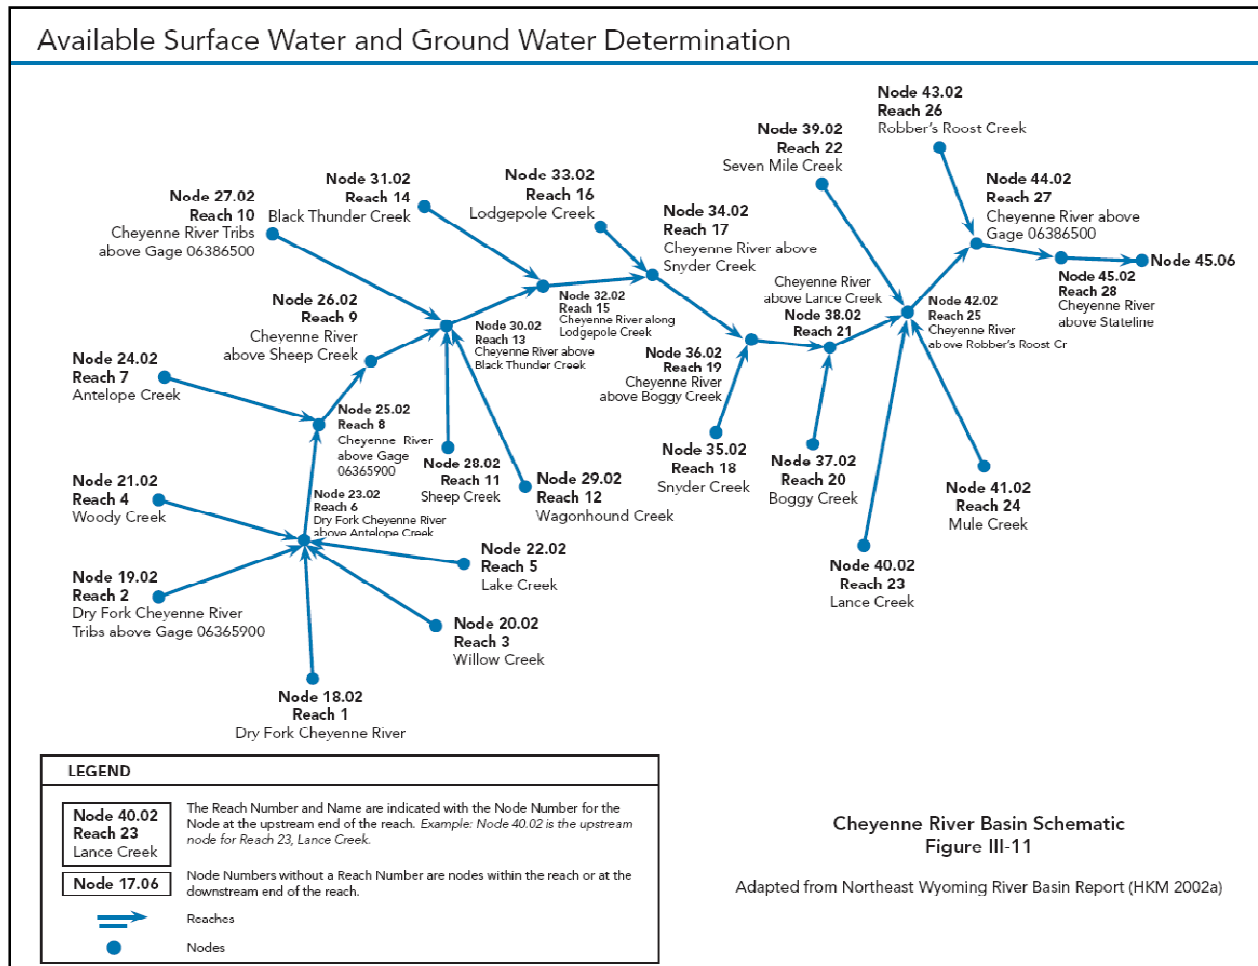 Available Surface Water and Ground Water Determination
Node 43.02
Reach 26
Robber's Roost Creek
Node 39.02
Reach 22
Seven Mile Creek
Node 33.02
Reach 16
Lodgepole Creek
Node 31.02
Reach 14
Black Thunder Creek
Node 27.02
Reach 10
Cheyenne River Tribs
above Gage 06386500
Node 44.02
Reach 27
Cheyenne River above
Gage 06386500
Node 34.02
Reach 17
Cheyenne River above
Snyder Creek
Node 45.06
Node 45.02
Reach 28
Cheyenne River
above Stateline
Cheyenne River
above Lance Creek
Node 38.02
Reach 21
Node 42.02
Reach 25
Cheyenne River
above Robber's Roost Cr
Node 26.02
Reach 9
Cheyenne River
above Sheep Creek
Node 32.02
Reach 15
Cheyenne River along
Lodgepole Creek
Node 30.02
Reach 13
Cheyenne River above
Black Thunder Creek
Node 36.02
Reach 19
Cheyenne River
above Boggy Creek
Node 24.02
Reach 7
Antelope Creek
Node 25.02
Reach 8
Cheyenne River
above Gage
06365900
Node 35.02
Reach 18
Snyder Creek
Node 28.02
Reach 11
Sheep Creek
Node 37.02
Reach 20
Boggy Creek
Node 29.02
Reach 12
Wagonhound Creek
Node 41.02
Reach 24
Mule Creek
Node 21.02
Reach 4
Woody Creek
Node 23.02
Reach 6
Dry Fork Cheyenne River
above Antelope Creek
Node 22.02
Reach 5
Lake Creek
Node 40.02
Reach 23
Lance Creek
Node 19.02
Reach 2
Dry Fork Cheyenne River
Tribs above Gage 06365900
Node 20.02
Reach 3
Willow Creek
Node 18.02
Reach 1
Dry Fork Cheyenne River
LEGEND
Node 40.02
Reach 23
Lance Creek
The Reach Number and Name are indicated with the Node Number for the
Node at the upstream end of the reach. Example: Node 40.02 is the upstream
node for Reach 23, Lance Creek.
Node 17.06
Node Numbers without a Reach Number are nodes within the reach or at the
downstream end of the reach.
Reaches
Nodes
Cheyenne River Basin Schematic
Figure III-11
Adapted from Northeast Wyoming River Basin Report (HKM 2002a)